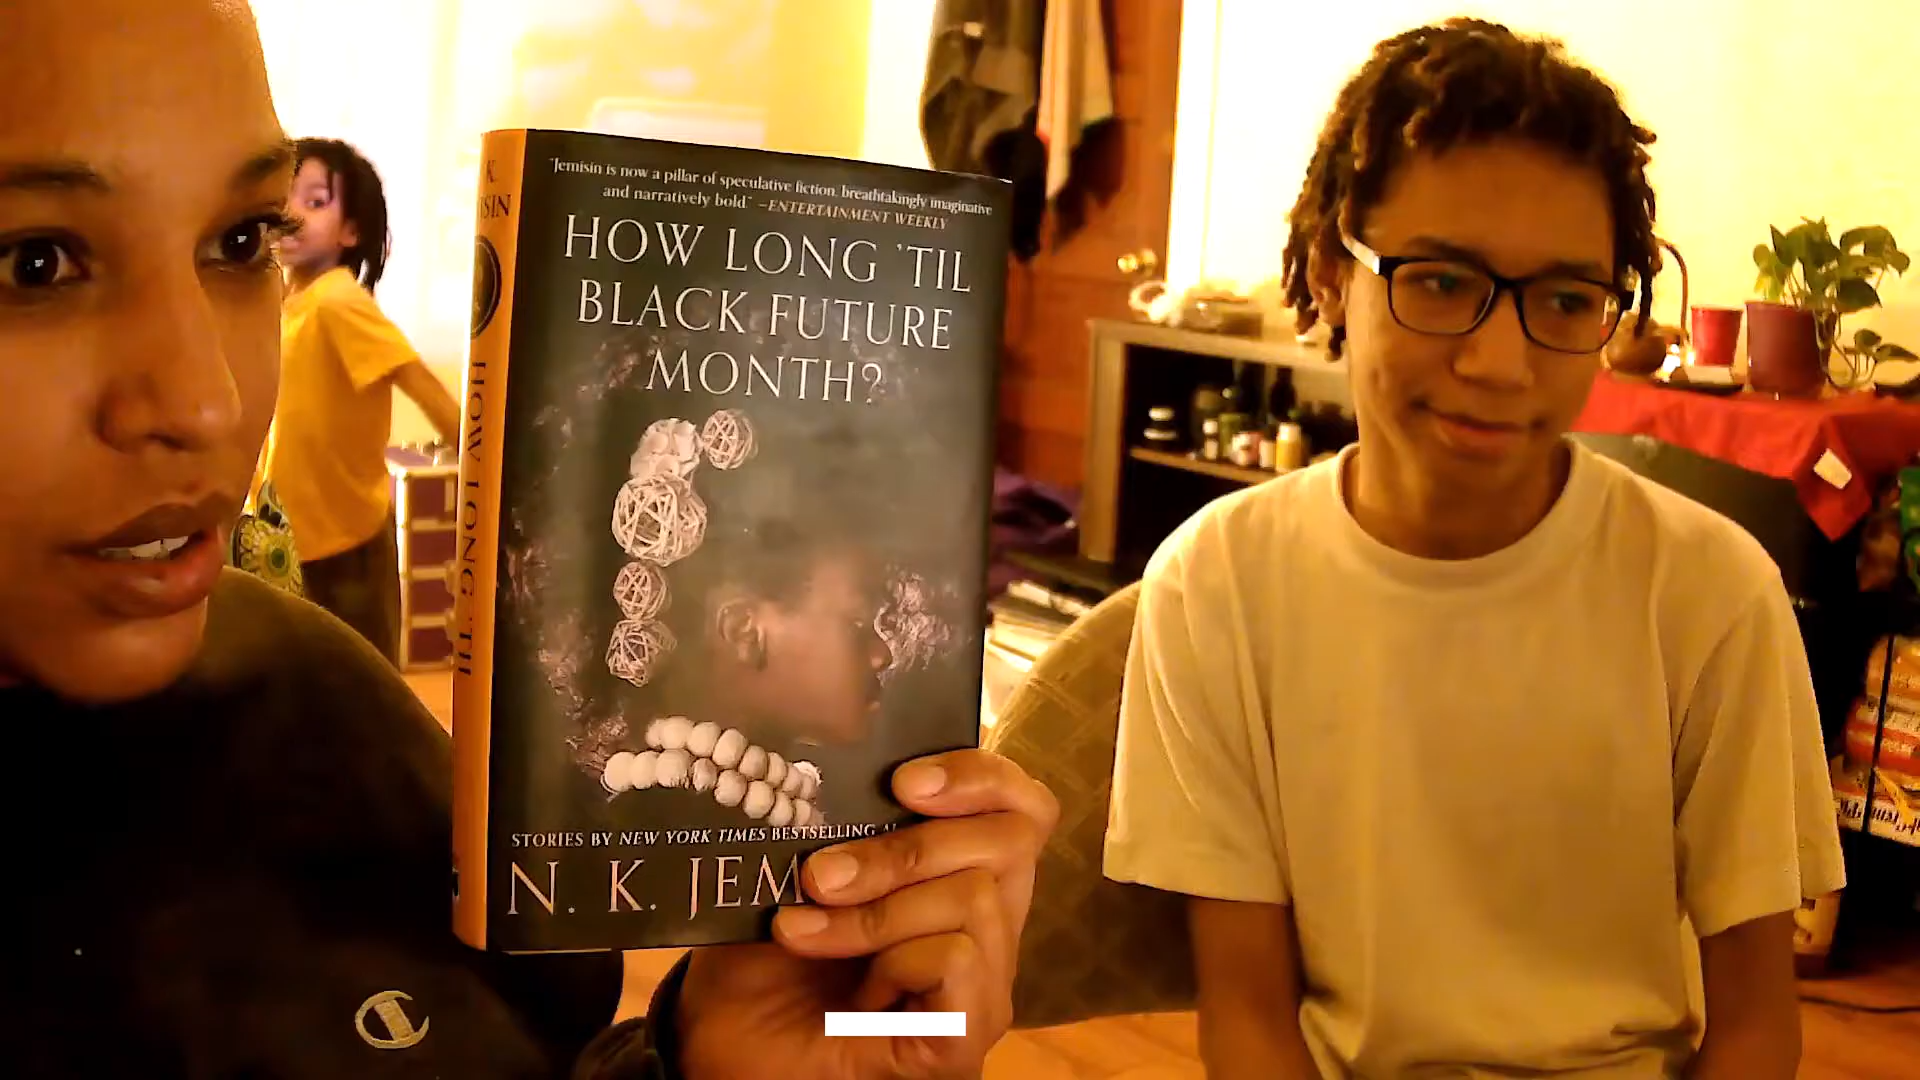 "Jemisin is now a pillar of speculative fiction, breathtakingly imaginative
and narratively bold." —ENTERTAINMENT WEEKLY
HOW LONG 'TIL
BLACK FUTURE
MONTH?
STORIES BY NEW YORK TIMES BESTSELLING
N. K. JEM
K.
ISIN
HOW LONG 'TIL